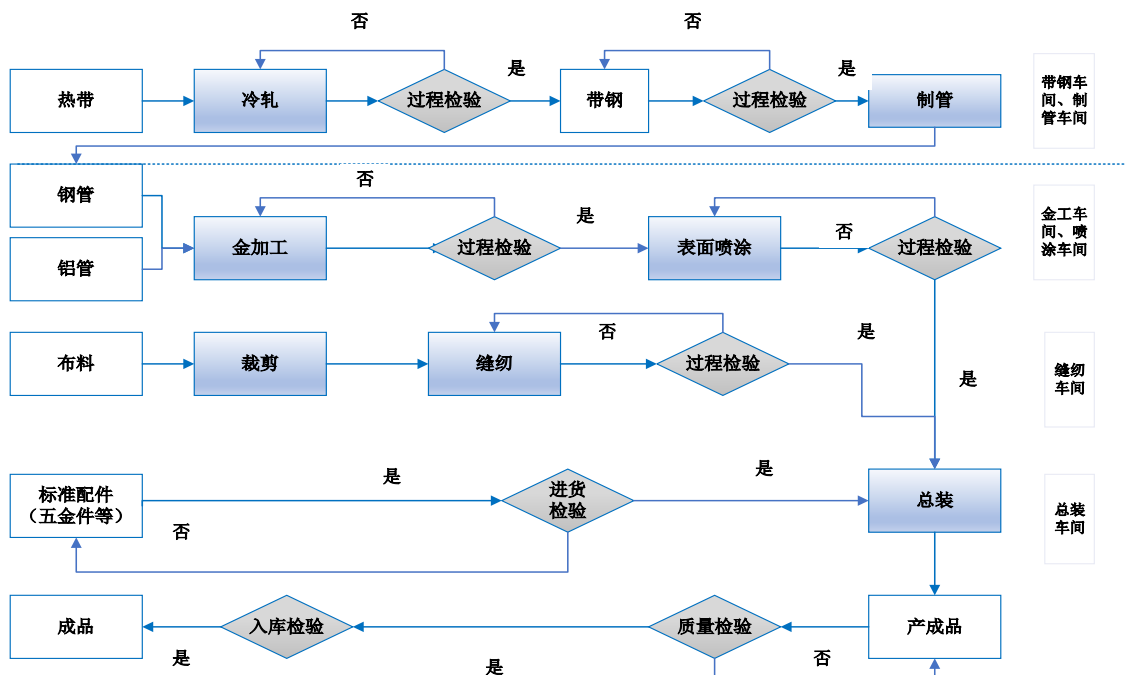 否
否
是
是
热带
冷轧
过程检验
带钢
过程检验
制管
带钢车
间、制
管车间
钢管
否
铝管
金加工
过程检验
是
表面喷涂
否
过程检验
金工车
间、喷
涂车间
布料
裁剪
缝纫
否
过程检验
是
是
缝纫
车间
标准配件
（五金件等）
是
否
进货
检验
是
总装
总装
车间
成品
入库检验
质量检验
产成品
是
是
否